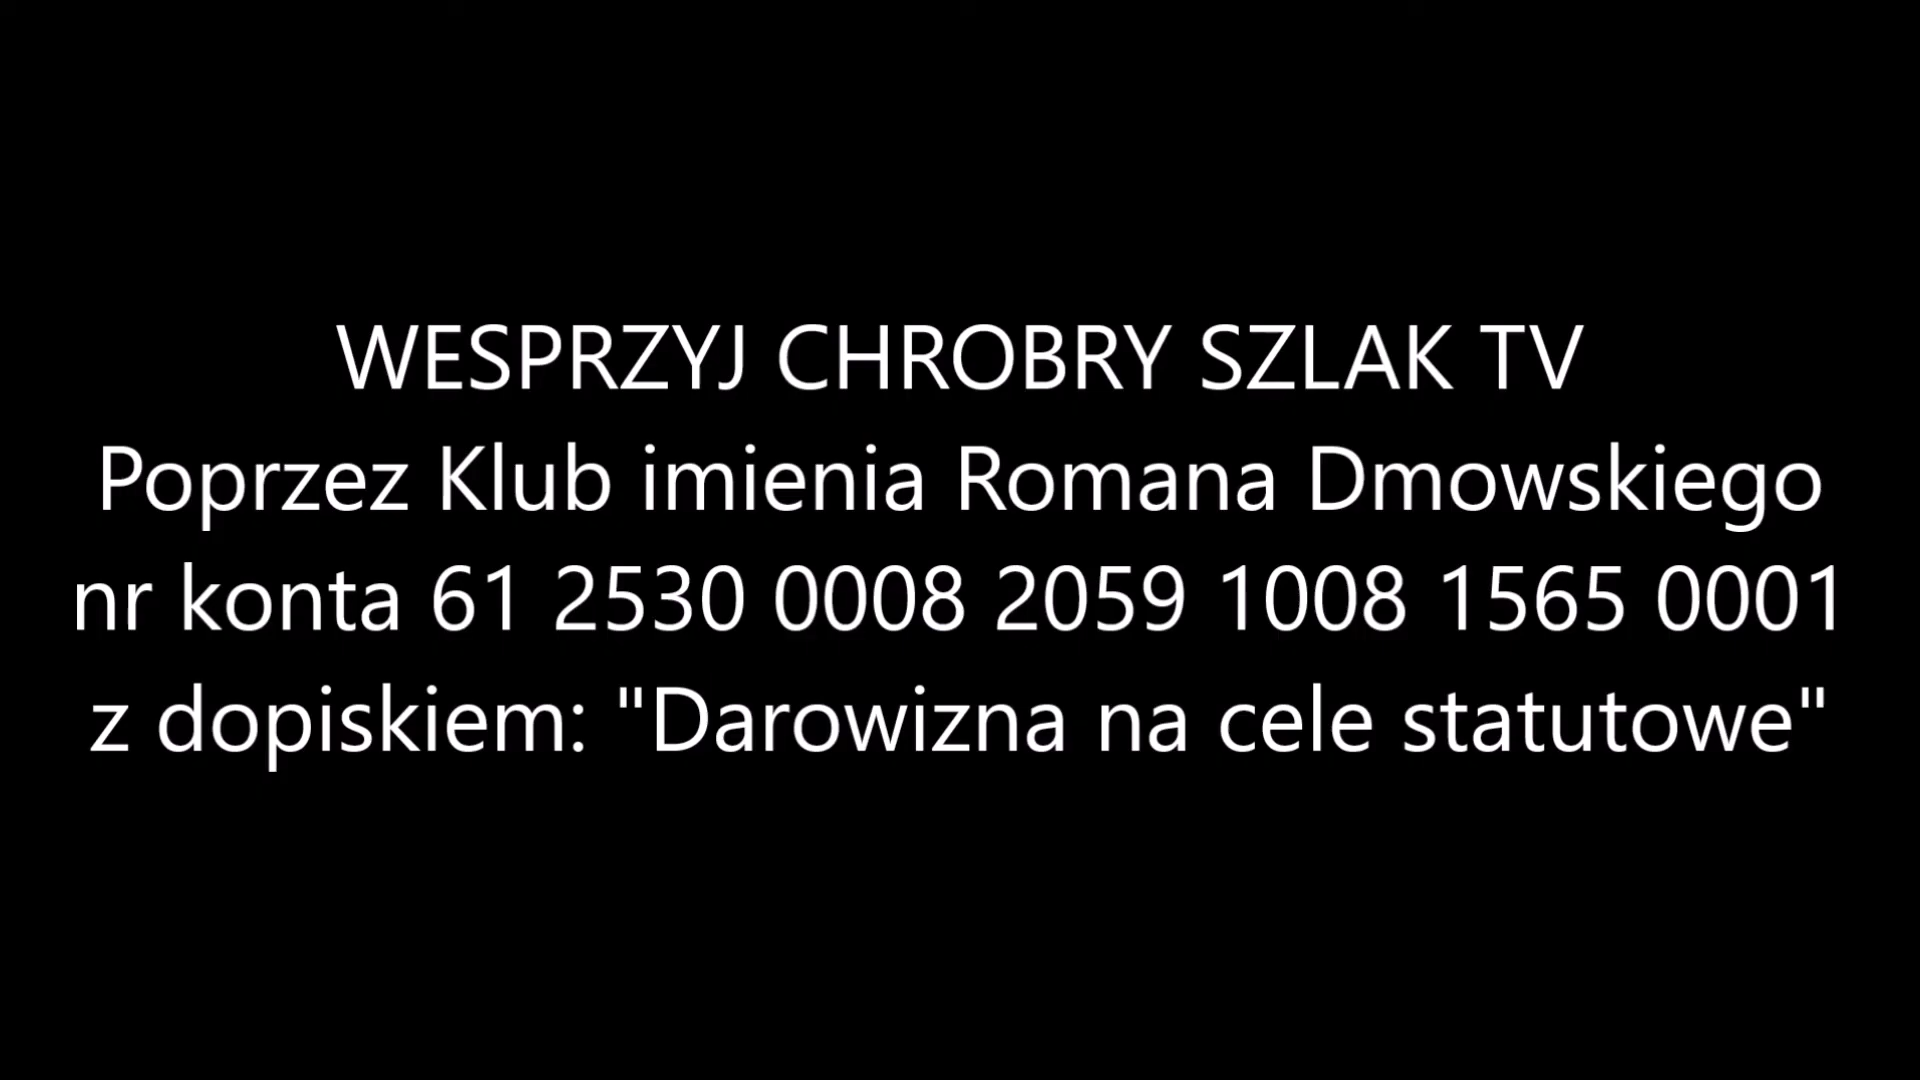 WESPRZYJ CHROBRY SZLAK TV
Poprzez Klub imienia Romana Dmowskiego
nr konta 61 2530 0008 2059 1008 1565 0001
z dopiskiem: "Darowizna na cele statutowe"